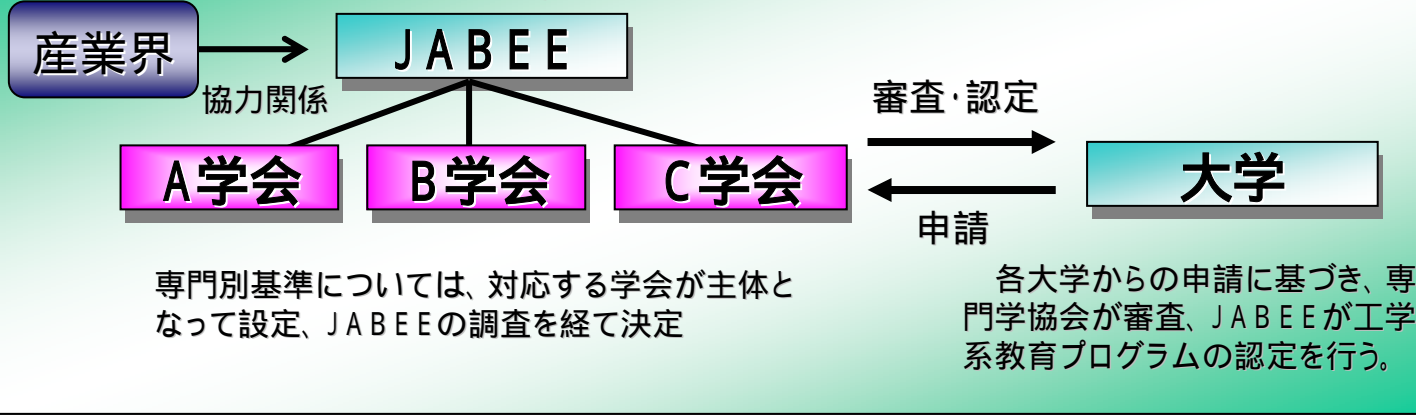 産業界
JABEE
協力関係
審査・認定
A学会
B学会
C学会
大学
申請
専門別基準については、対応する学会が主体と
なって設定、JABEEの調査を経て決定
各大学からの申請に基づき、専
門学協会が審査、JABEEが工学
系教育プログラムの認定を行う。